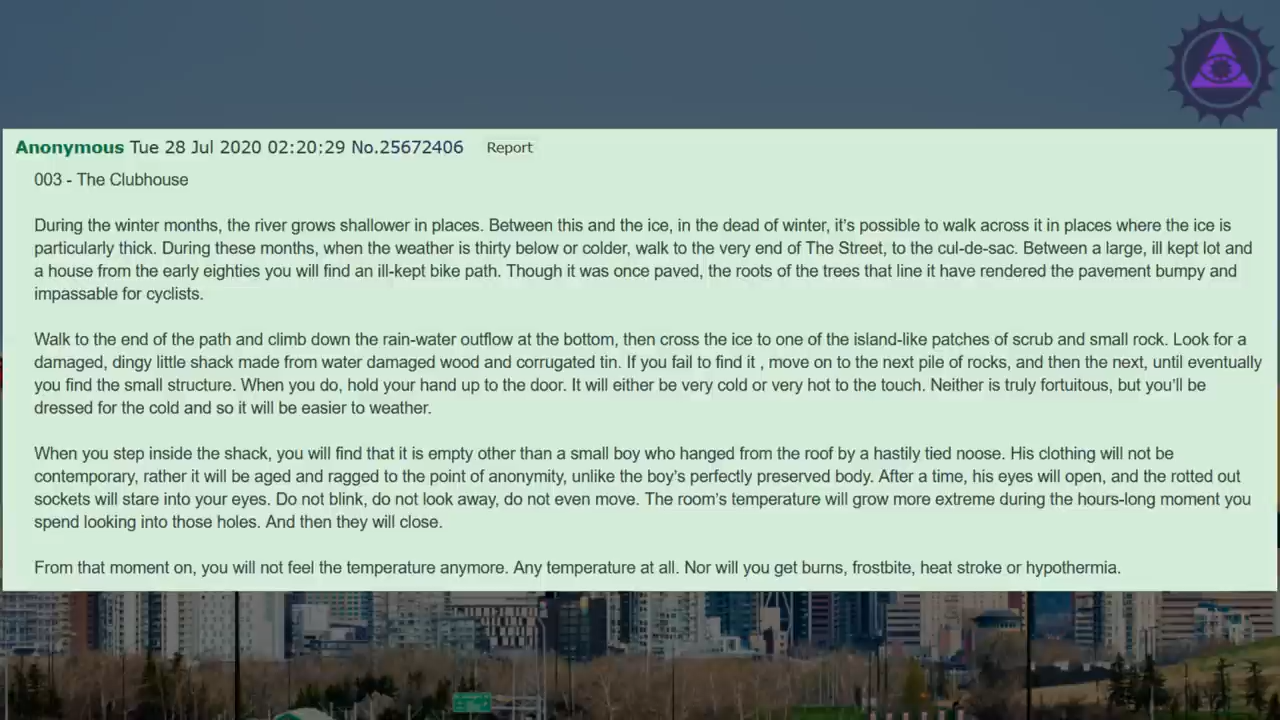 Anonymous Tue 28 Jul 2020 02:20:29 No.25672406 Report
003 - The Clubhouse
During the winter months, the river grows shallower in places. Between this and the ice, in the dead of winter, it's possible to walk across it in places where the ice is
particularly thick. During these months, when the weather is thirty below or colder, walk to the very end of The Street, to the cul-de-sac. Between a large, ill kept lot and
a house from the early eighties you will find an ill-kept bike path. Though it was once paved, the roots of the trees that line it have rendered the pavement bumpy and
impassable for cyclists.
Walk to the end of the path and climb down the rain-water outflow at the bottom, then cross the ice to one of the island-like patches of scrub and small rock. Look for a
damaged, dingy little shack made from water damaged wood and corrugated tin. If you fail to find it , move on to the next pile of rocks, and then the next, until eventually
you find the small structure. When you do, hold your hand up to the door. It will either be very cold or very hot to the touch. Neither is truly fortuitous, but you'll be
dressed for the cold and so it will be easier to weather.
When you step inside the shack, you will find that it is empty other than a small boy who hanged from the roof by a hastily tied noose. His clothing will not be
contemporary, rather it will be aged and ragged to the point of anonymity, unlike the boy's perfectly preserved body. After a time, his eyes will open, and the rotted out
sockets will stare into your eyes. Do not blink, do not look away, do not even move. The room's temperature will grow more extreme during the hours-long moment you
spend looking into those holes. And then they will close.
From that moment on, you will not feel the temperature anymore. Any temperature at all. Nor will you get burns, frostbite, heat stroke or hypothermia.